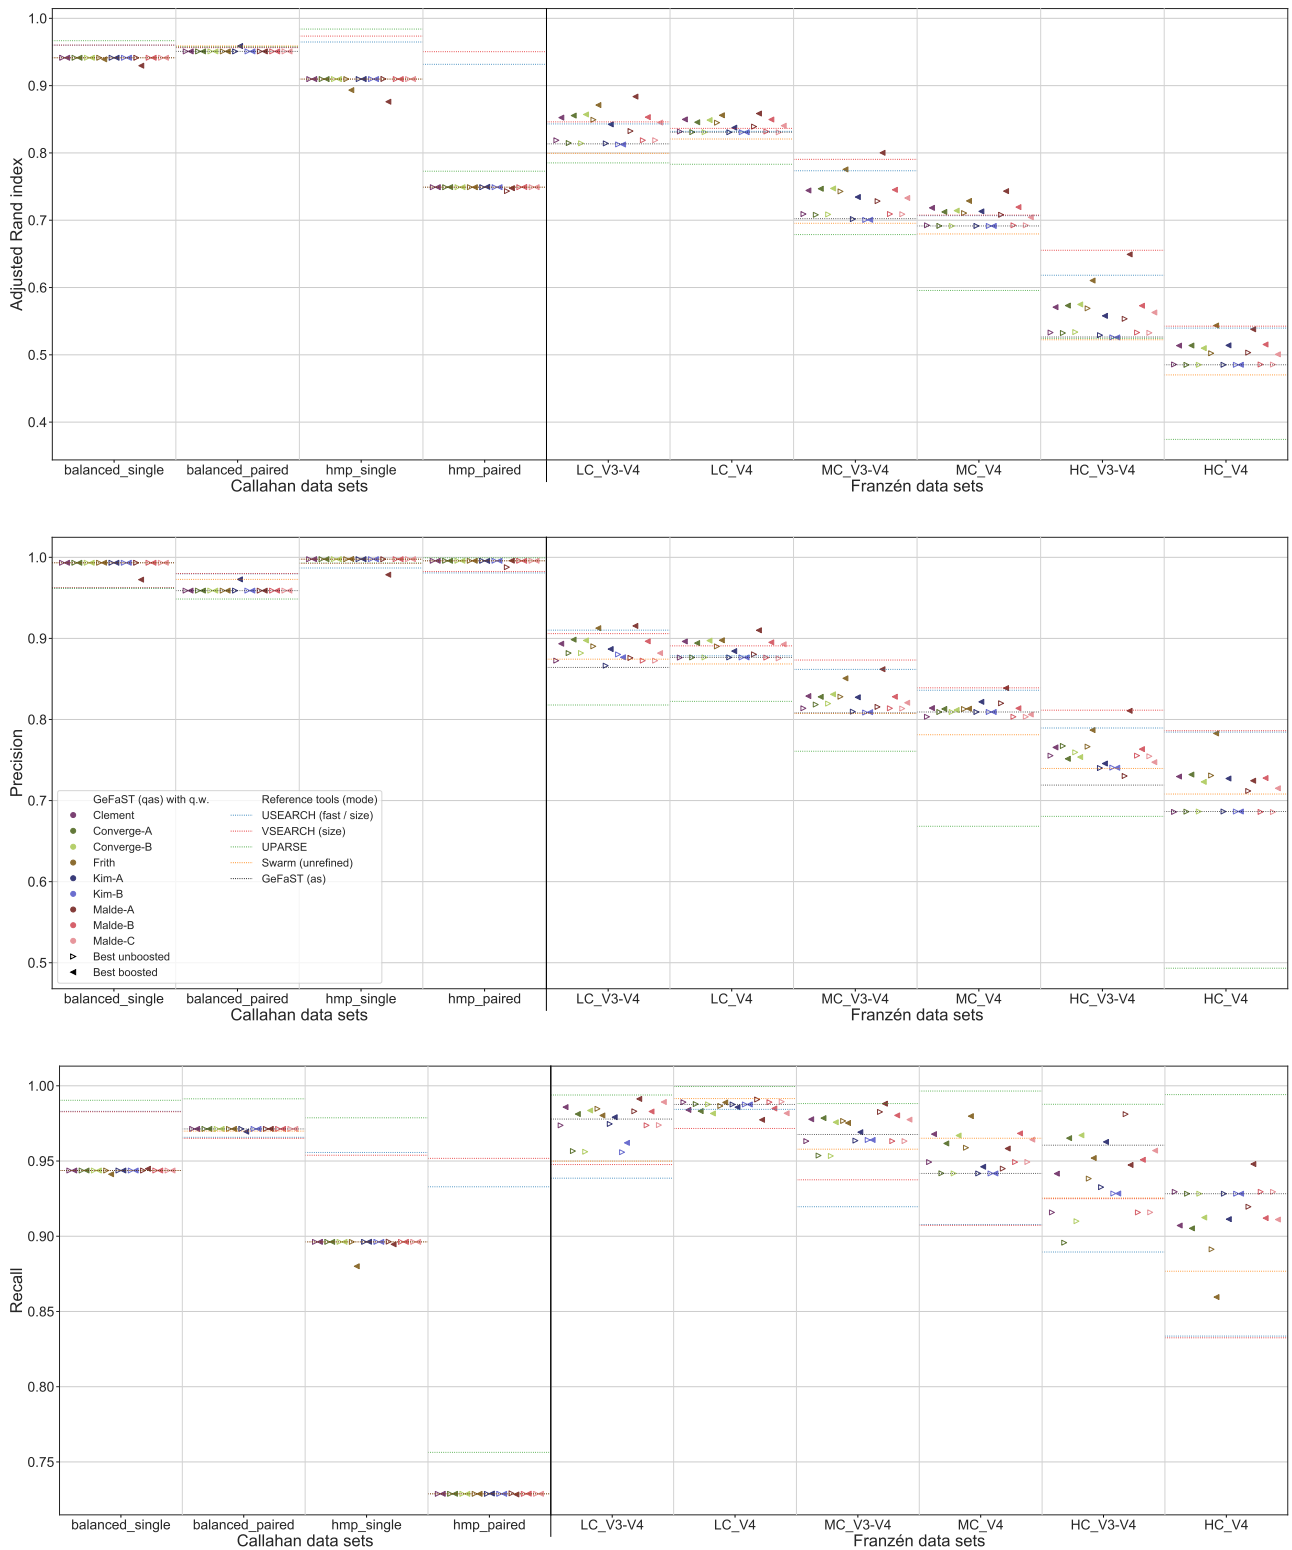 1.0
0.9
0.8
0.7
0.6
0.5
0.4
Adjusted Rand index
balanced_single balanced_paired hmp_single hmp_paired LC_V3-V4 LC_V4 MC_V3-V4 MC_V4 HC_V3-V4 HC_V4
Callahan data sets Franzén data sets
1.0
0.9
0.8
0.7
0.6
0.5
Precision
GeFaST (qas) with q.w.
Clement
Converge-A
Converge-B
Frith
Kim-A
Kim-B
Malde-A
Malde-B
Malde-C
Best unboosted
Best boosted
Reference tools (mode)
USEARCH (fast / size)
VSEARCH (size)
UPARSE
Swarm (unrefined)
GeFaST (as)
balanced_single balanced_paired hmp_single hmp_paired LC_V3-V4 LC_V4 MC_V3-V4 MC_V4 HC_V3-V4 HC_V4
Callahan data sets Franzén data sets
1.00
0.95
0.90
0.85
0.80
0.75
Recall
balanced_single balanced_paired hmp_single hmp_paired LC_V3-V4 LC_V4 MC_V3-V4 MC_V4 HC_V3-V4 HC_V4
Callahan data sets Franzén data sets